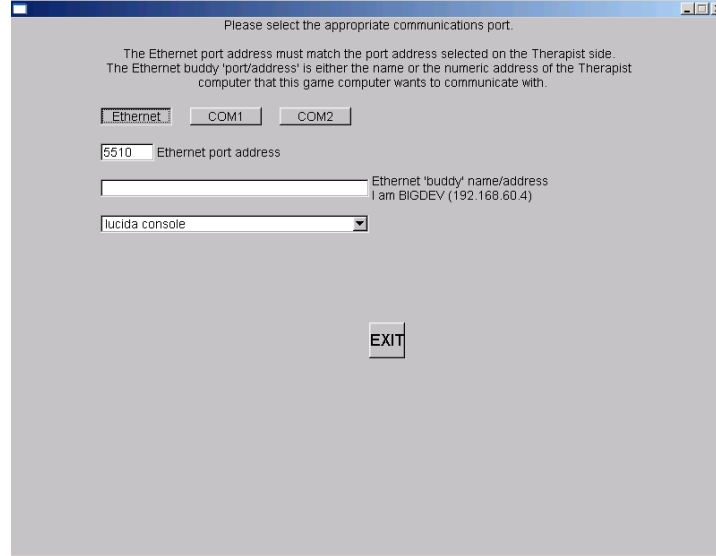 Please select the appropriate communications port.
The Ethernet port address must match the port address selected on the Therapist side.
The Ethernet buddy 'port/address' is either the name or the numeric address of the Therapist
computer that this game computer wants to communicate with.
Ethernet COM1 COM2
5510 Ethernet port address
Ethernet 'buddy' name/address
I am BIGDEV (192.168.60.4)
lucida console
EXIT